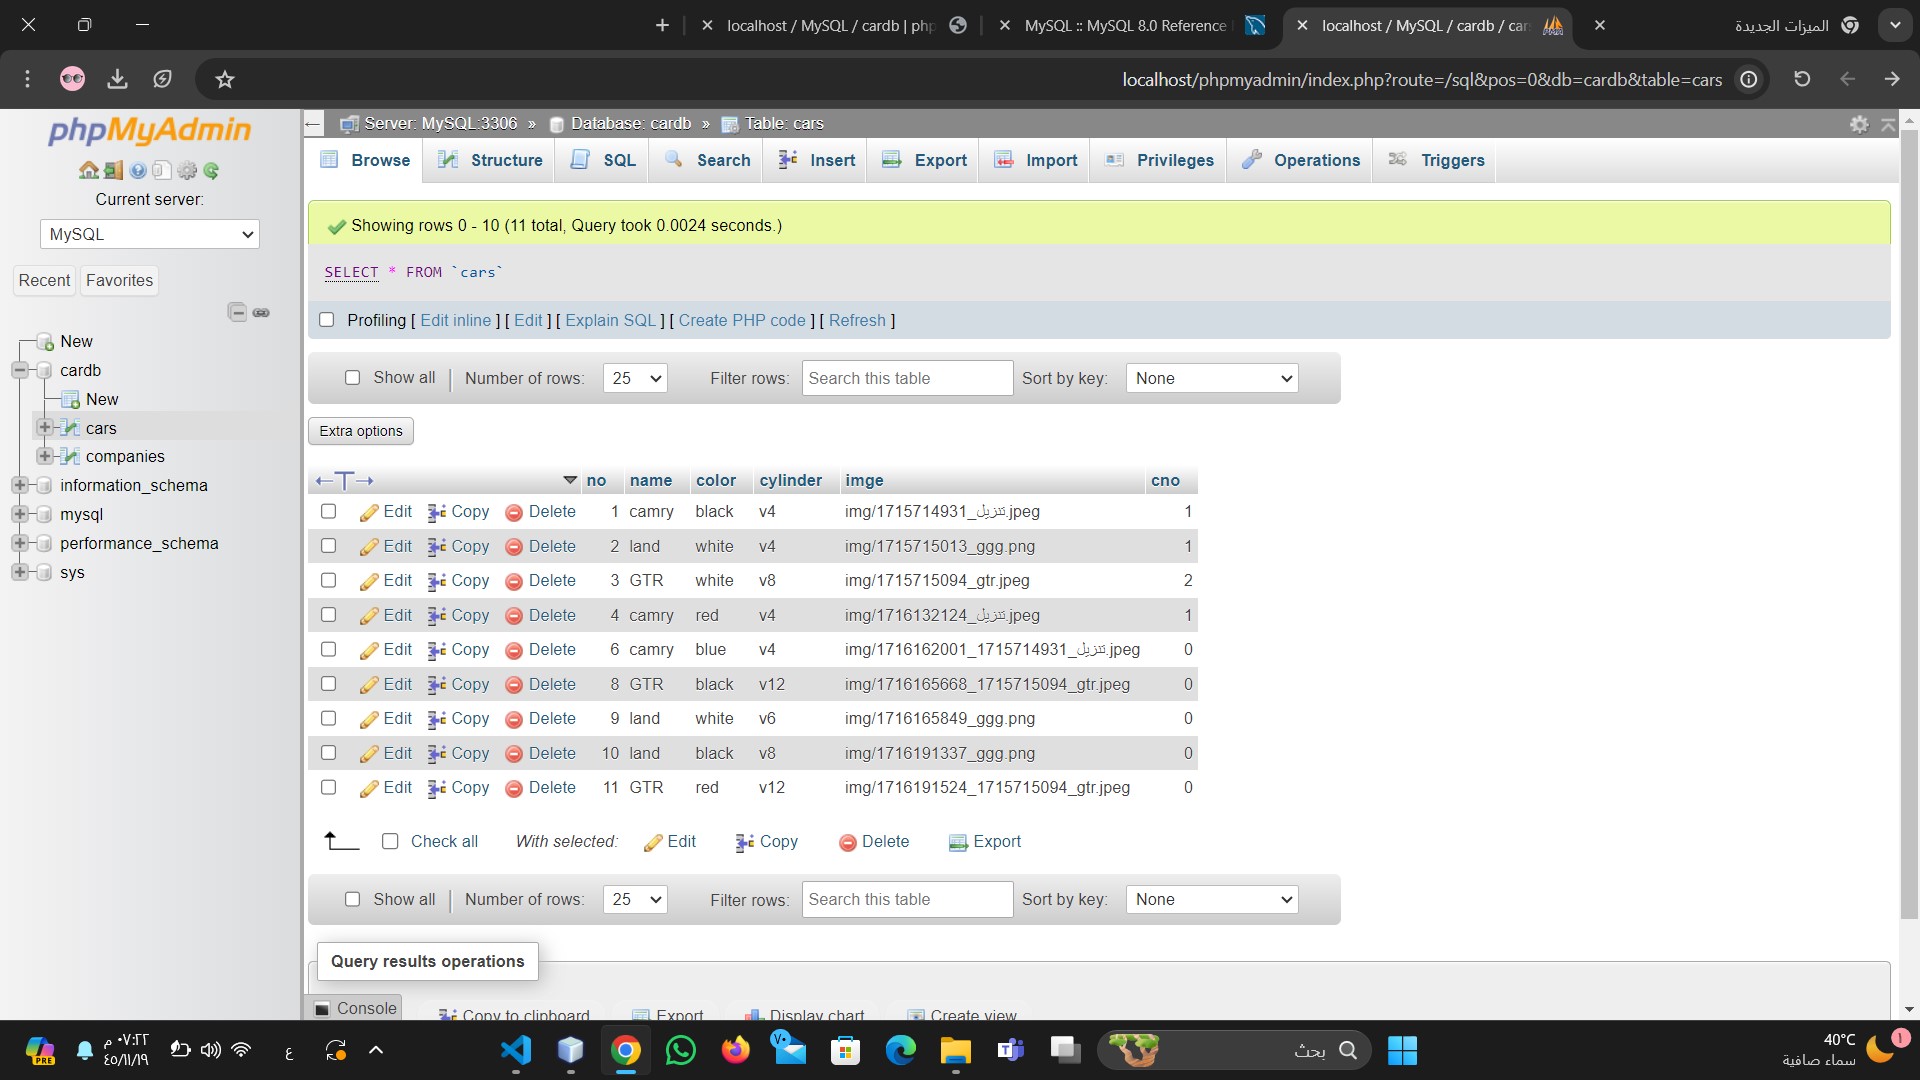 localhost / MySQL / cardb | php
MySQL :: MySQL 8.0 Reference
localhost / MySQL / cardb / car
الميزات الجديدة
localhost/phpmyadmin/index.php?route=/sql&pos=0&db=cardb&table=cars
phpMyAdmin
Current server:
MySQL
Recent Favorites
New
cardb
New
cars
companies
information_schema
mysql
performance_schema
sys
Server: MySQL:3306 » Database: cardb » Table: cars
Browse Structure SQL Search Insert Export Import Privileges Operations Triggers
Showing rows 0 - 10 (11 total, Query took 0.0024 seconds.)
SELECT * FROM `cars`
Profiling [ Edit inline ] [ Edit ] [ Explain SQL ] [ Create PHP code ] [ Refresh ]
Show all Number of rows: 25 Filter rows: Search this table Sort by key: None
Extra options
no name color cylinder imge cno
Edit Copy Delete 1 camry black v4 img/1715714931_تنزيل.jpeg 1
Edit Copy Delete 2 land white v4 img/1715715013_ggg.png 1
Edit Copy Delete 3 GTR white v8 img/1715715094_gtr.jpeg 2
Edit Copy Delete 4 camry red v4 img/1716132124_تنزيل.jpeg 1
Edit Copy Delete 6 camry blue v4 img/1716162001_1715714931_تنزيل.jpeg 0
Edit Copy Delete 8 GTR black v12 img/1716165668_1715715094_gtr.jpeg 0
Edit Copy Delete 9 land white v6 img/1716165849_ggg.png 0
Edit Copy Delete 10 land black v8 img/1716191337_ggg.png 0
Edit Copy Delete 11 GTR red v12 img/1716191524_1715715094_gtr.jpeg 0
Check all With selected: Edit Copy Delete Export
Show all Number of rows: 25 Filter rows: Search this table Sort by key: None
Query results operations
Console
Copy to clipboard Export Display chart Create view
PRE
٠٧:٢٢ م
٤٥/١١/١٩
ع
بحث
40°C
سماء صافية
1